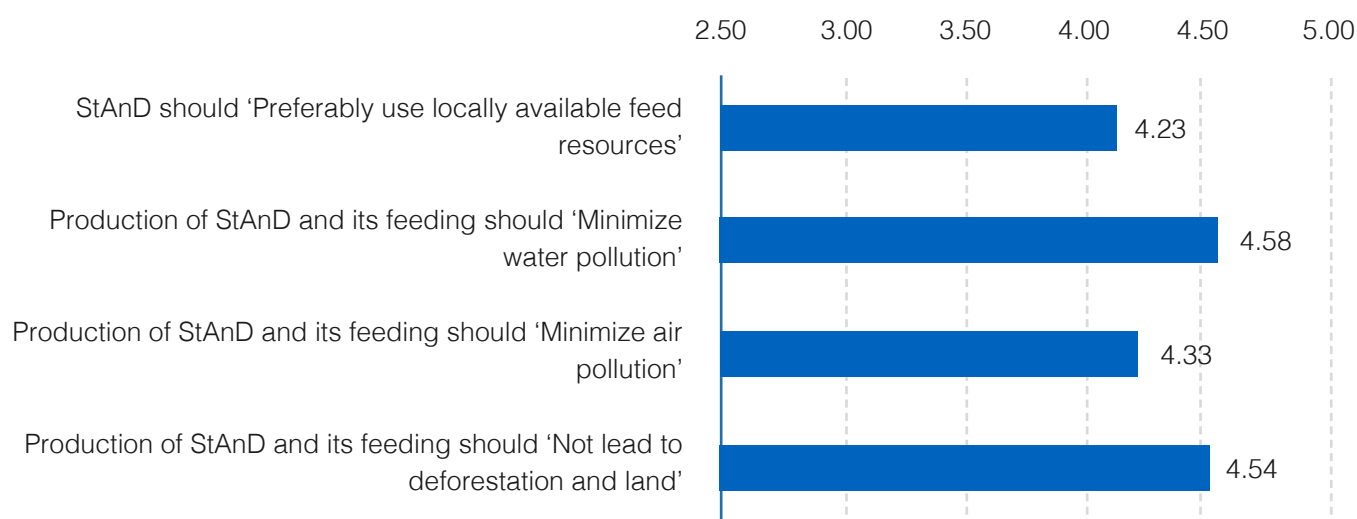 2.50 3.00 3.50 4.00 4.50 5.00
StAnD should ‘Preferably use locally available feed
resources’
4.23
Production of StAnD and its feeding should ‘Minimize
water pollution’
4.58
Production of StAnD and its feeding should ‘Minimize air
pollution’
4.33
Production of StAnD and its feeding should ‘Not lead to
deforestation and land’
4.54